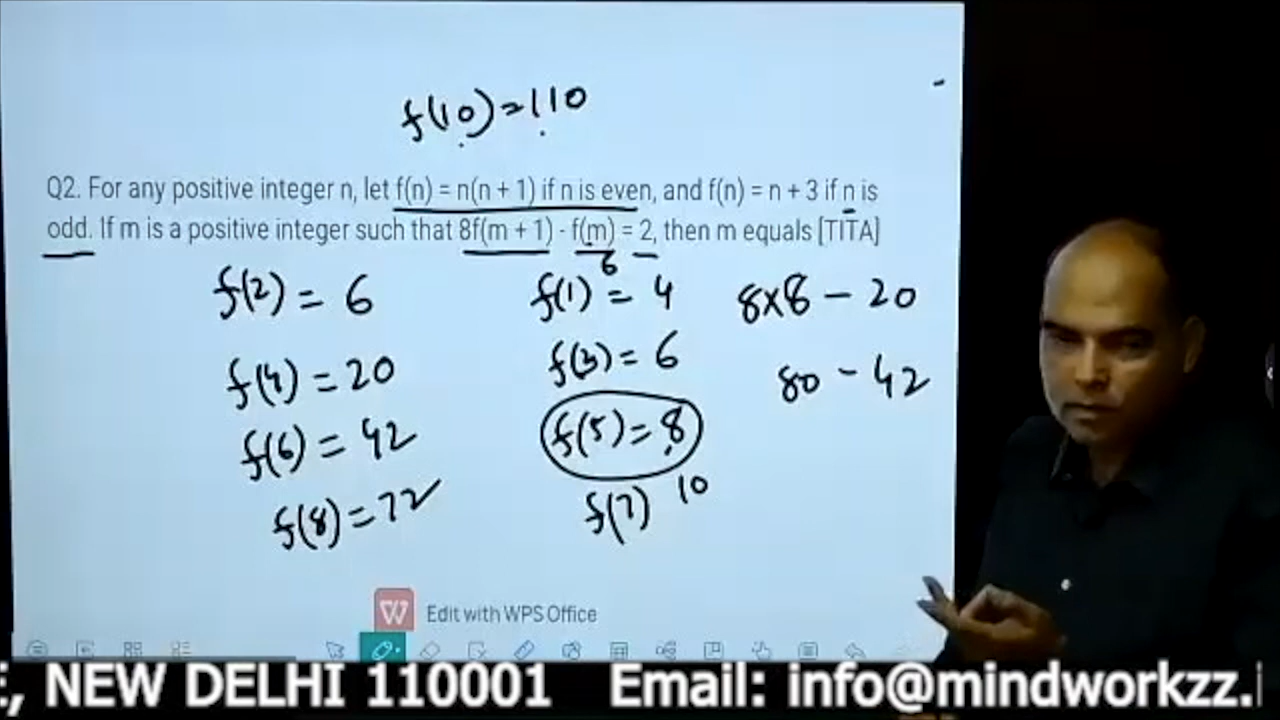 f(10)=110
Q2. For any positive integer n, let f(n) = n(n + 1) if n is even, and f(n) = n + 3 if n is
odd. If m is a positive integer such that 8f(m + 1) - f(m) = 2, then m equals [TITA]
6
f(2) = 6 f(1) = 4 8x8 - 20
f(4) = 20 f(3) = 6 80 - 42
f(6) = 42 f(5) = 8
f(8) = 72 f(7) 10
W Edit with WPS Office
E, NEW DELHI 110001 Email: info@mindworkzz.i